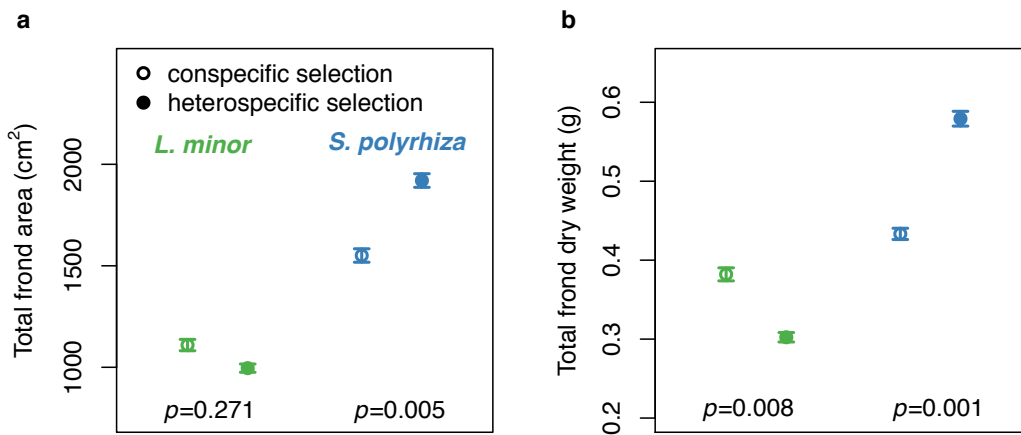 a
conspecific selection
heterospecific selection
L. minor
S. polyrhiza
Total frond area (cm²)
2000
1500
1000
p=0.271
p=0.005
b
Total frond dry weight (g)
0.6
0.5
0.4
0.3
0.2
p=0.008
p=0.001